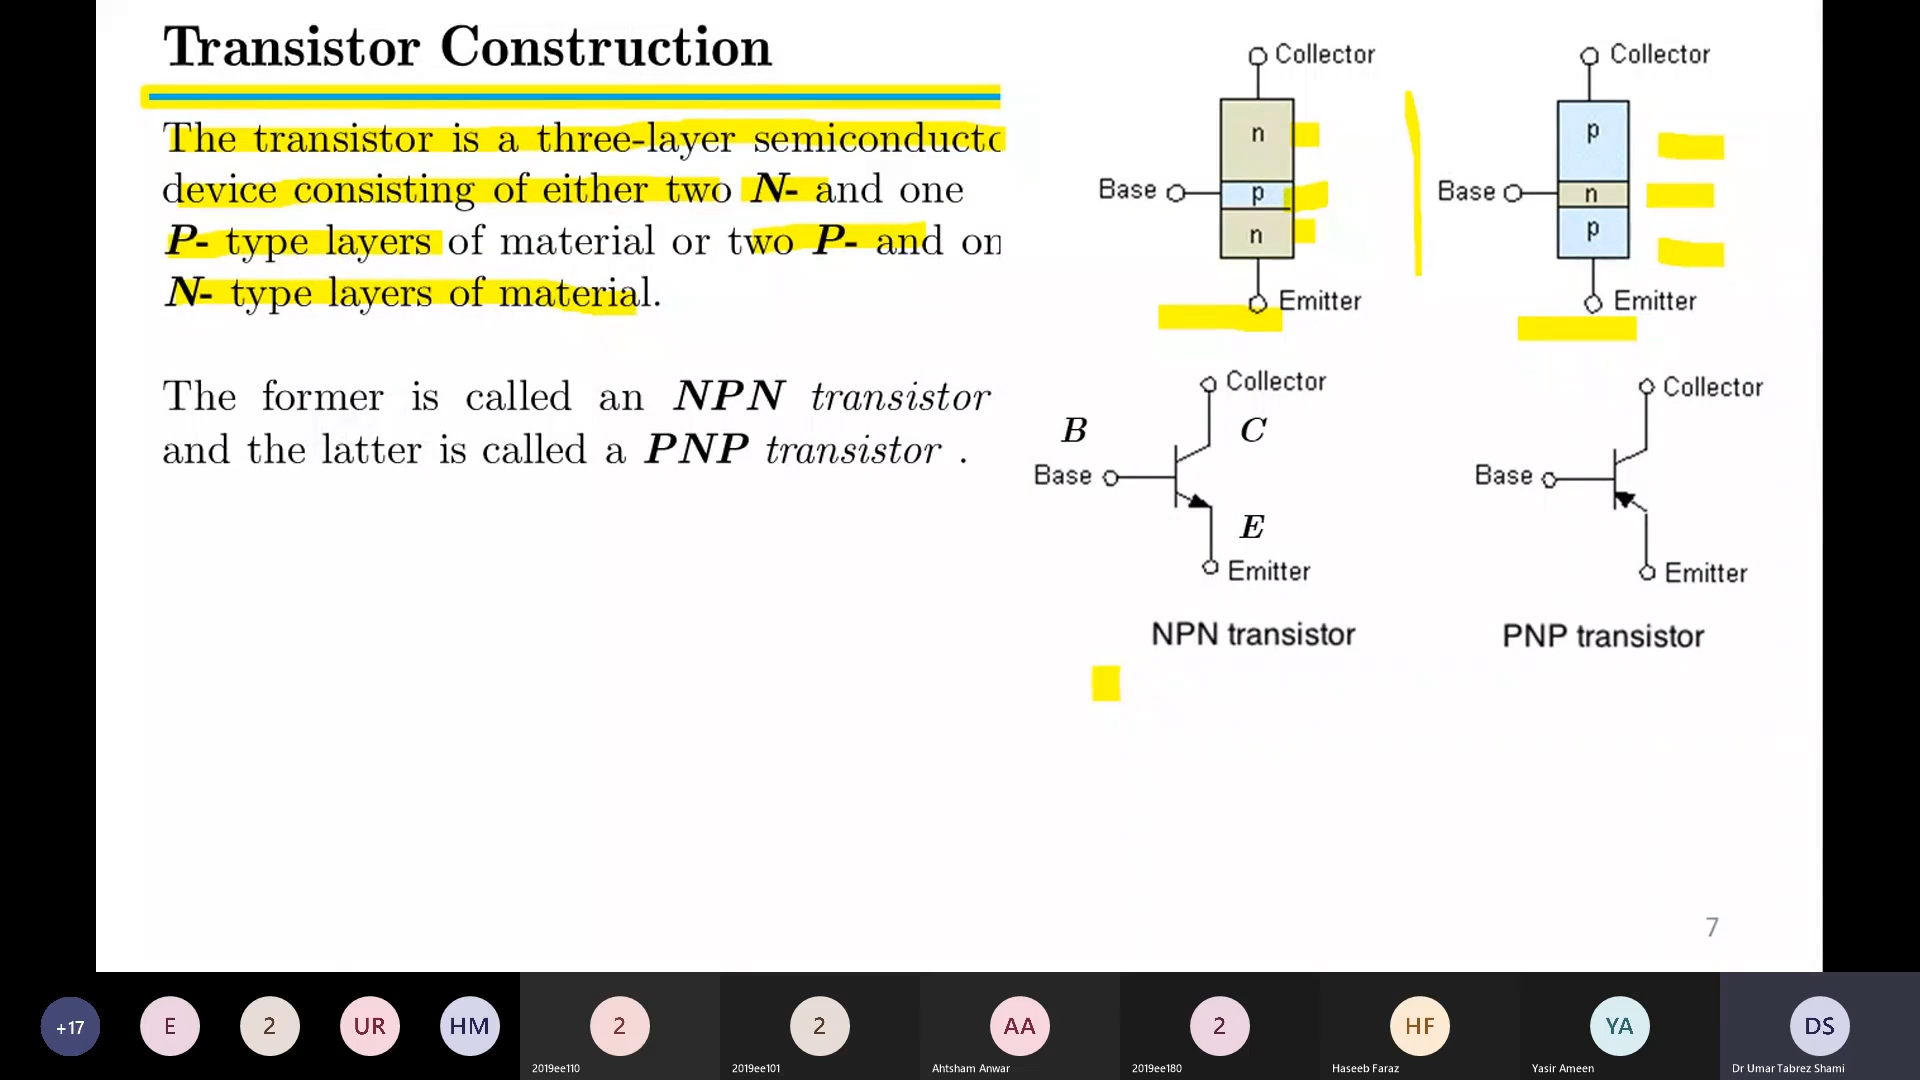 Transistor Construction
The transistor is a three-layer semiconducto
device consisting of either two N- and one
P- type layers of material or two P- and on
N- type layers of material.
The former is called an NPN transistor
and the latter is called a PNP transistor .
Collector
n
Base
p
n
Emitter
Collector
p
Base
n
p
Emitter
Collector
B
C
Base
E
Emitter
NPN transistor
Collector
Base
Emitter
PNP transistor
7
+17
E
2
UR
HM
2
2019ee110
2
2019ee101
AA
Ahtsham Anwar
2
2019ee180
HF
Haseeb Faraz
YA
Yasir Ameen
DS
Dr Umar Tabrez Shami